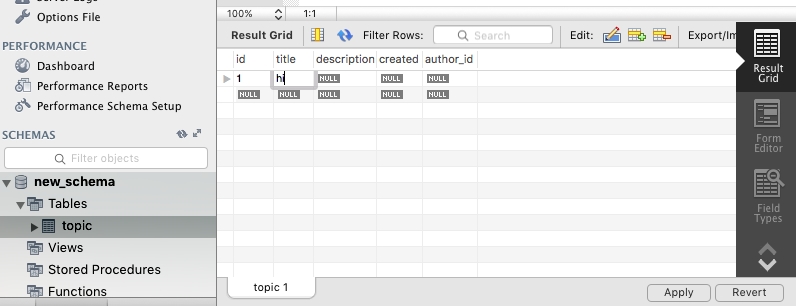 Options File
PERFORMANCE
Dashboard
Performance Reports
Performance Schema Setup
SCHEMAS
Filter objects
new_schema
Tables
topic
Views
Stored Procedures
Functions
100% 1:1
Result Grid Filter Rows: Search Edit: Export/Im
id title description created author_id
1 hi NULL NULL NULL
NULL NULL NULL NULL NULL
topic 1
Apply Revert
Result
Grid
Form
Editor
Field
Types